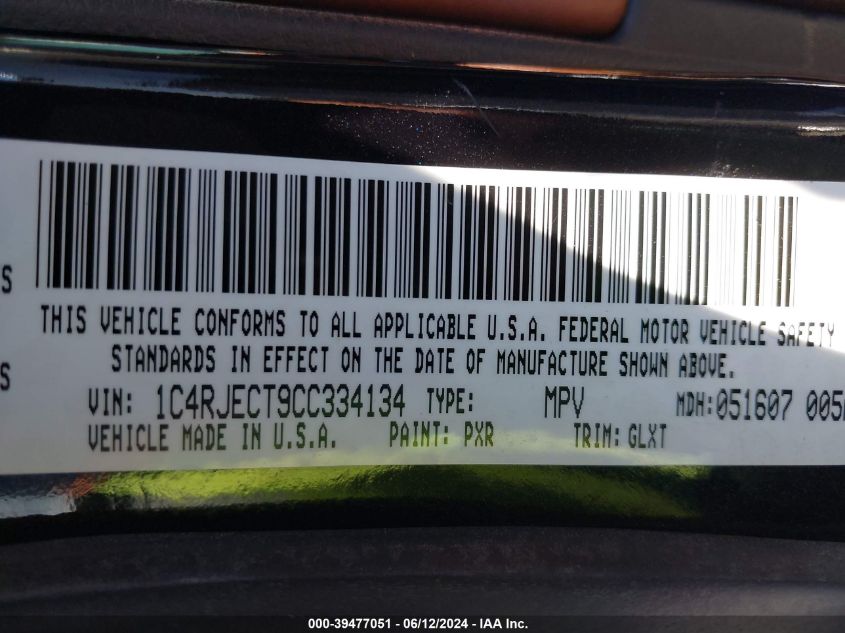 S
THIS VEHICLE CONFORMS TO ALL APPLICABLE U.S.A. FEDERAL MOTOR VEHICLE SAFETY
STANDARDS IN EFFECT ON THE DATE OF MANUFACTURE SHOWN ABOVE.
S
VIN: 1C4RJECT9CC334134 TYPE: MPV MDH:051607 005
VEHICLE MADE IN U.S.A. PAINT: PXR TRIM: GLXT
000-39477051 - 06/12/2024 - IAA Inc.